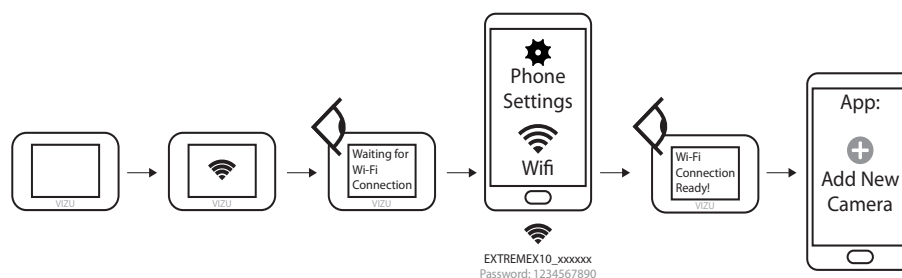 VIZU
VIZU
Waiting for
Wi-Fi
Connection
VIZU
Phone
Settings
Wifi
EXTREMEX10_xxxxxx
Password: 1234567890
Wi-Fi
Connection
Ready!
VIZU
App:
Add New
Camera